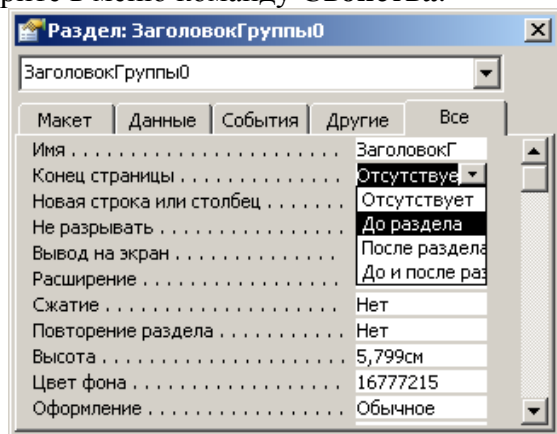 рите в меню команду Свойства.
Раздел: ЗаголовокГруппы0
ЗаголовокГруппы0
Макет Данные События Другие Все
Имя . . . . . . . . . . . . . . . . . . . . . . . . ЗаголовокГ
Конец страницы . . . . . . . . . . . . . . Отсутствуе
Новая строка или столбец . . . . . . . Отсутствует
Не разрывать . . . . . . . . . . . . . . . . До раздела
Вывод на экран . . . . . . . . . . . . . . После раздела
Расширение . . . . . . . . . . . . . . . . . До и после раз
Сжатие . . . . . . . . . . . . . . . . . . . . . Нет
Повторение раздела . . . . . . . . . . . Нет
Высота . . . . . . . . . . . . . . . . . . . . . 5,799см
Цвет фона . . . . . . . . . . . . . . . . . . 16777215
Оформление . . . . . . . . . . . . . . . . . Обычное